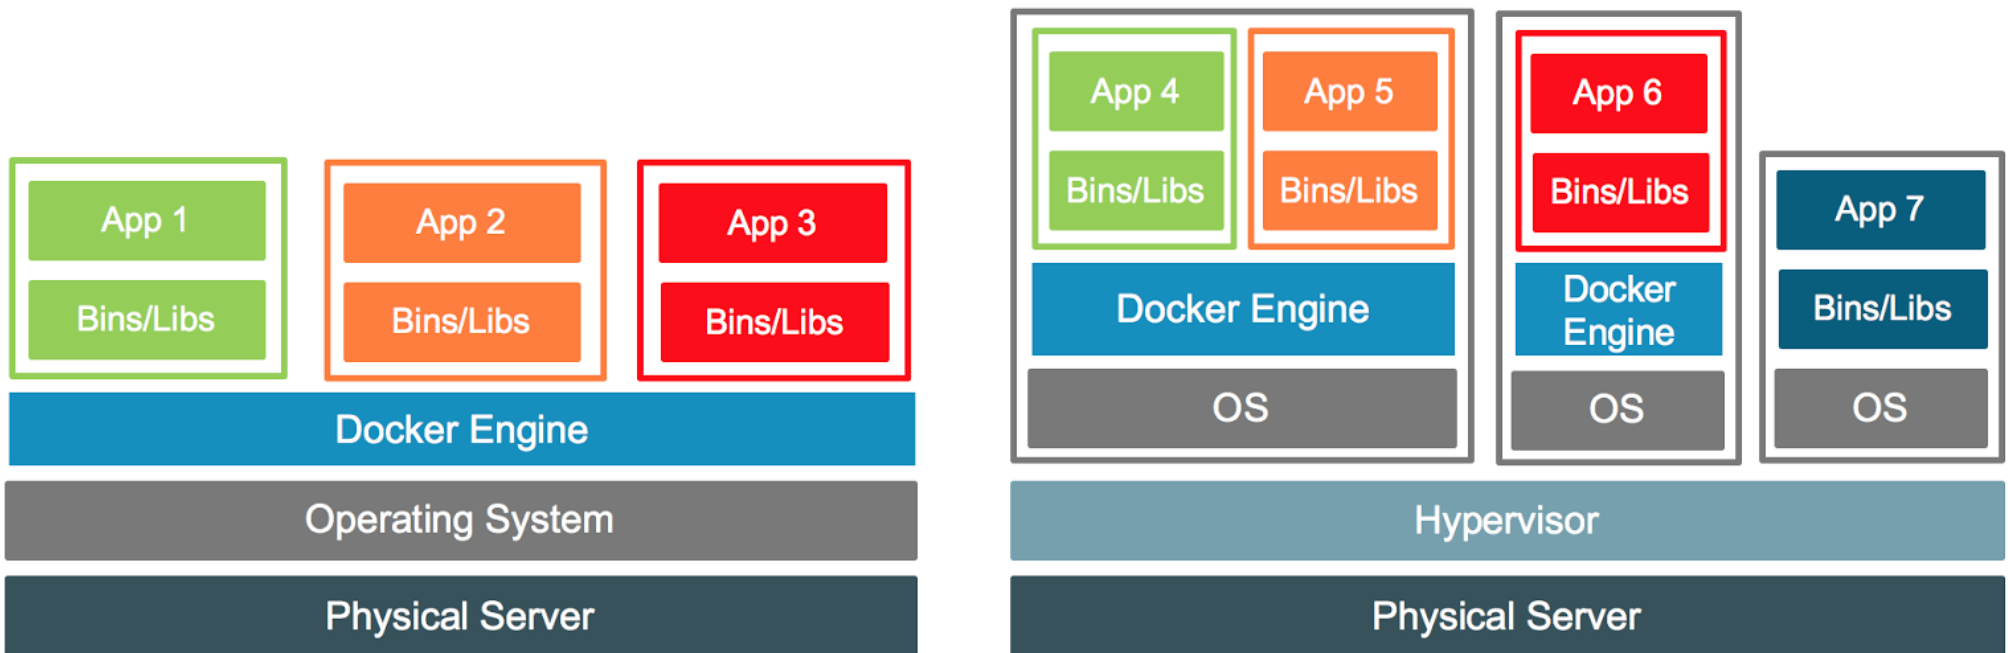 App 1
Bins/Libs
App 2
Bins/Libs
App 3
Bins/Libs
Docker Engine
Operating System
Physical Server
App 4
Bins/Libs
App 5
Bins/Libs
Docker Engine
OS
App 6
Bins/Libs
Docker
Engine
OS
App 7
Bins/Libs
OS
Hypervisor
Physical Server